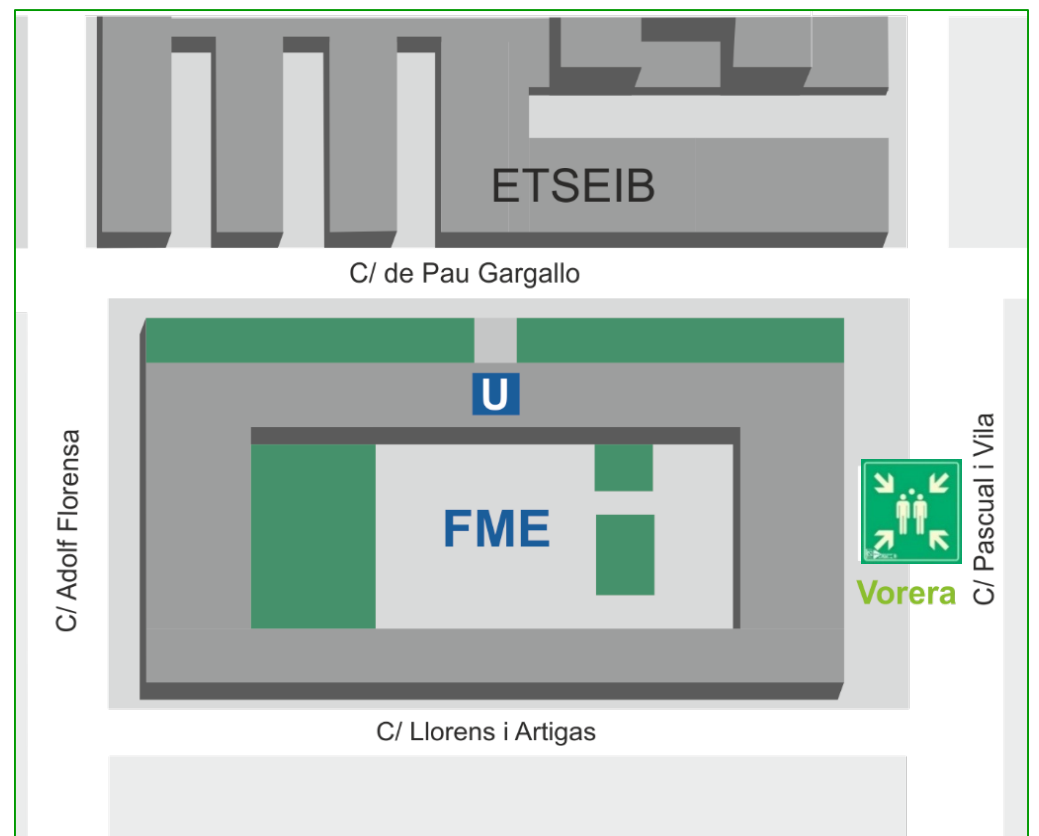 ETSEIB
C/ de Pau Gargallo
U
C/ Adolf Florensa
FME
C/ Pascual i Vila
Vorera
C/ Llorens i Artigas